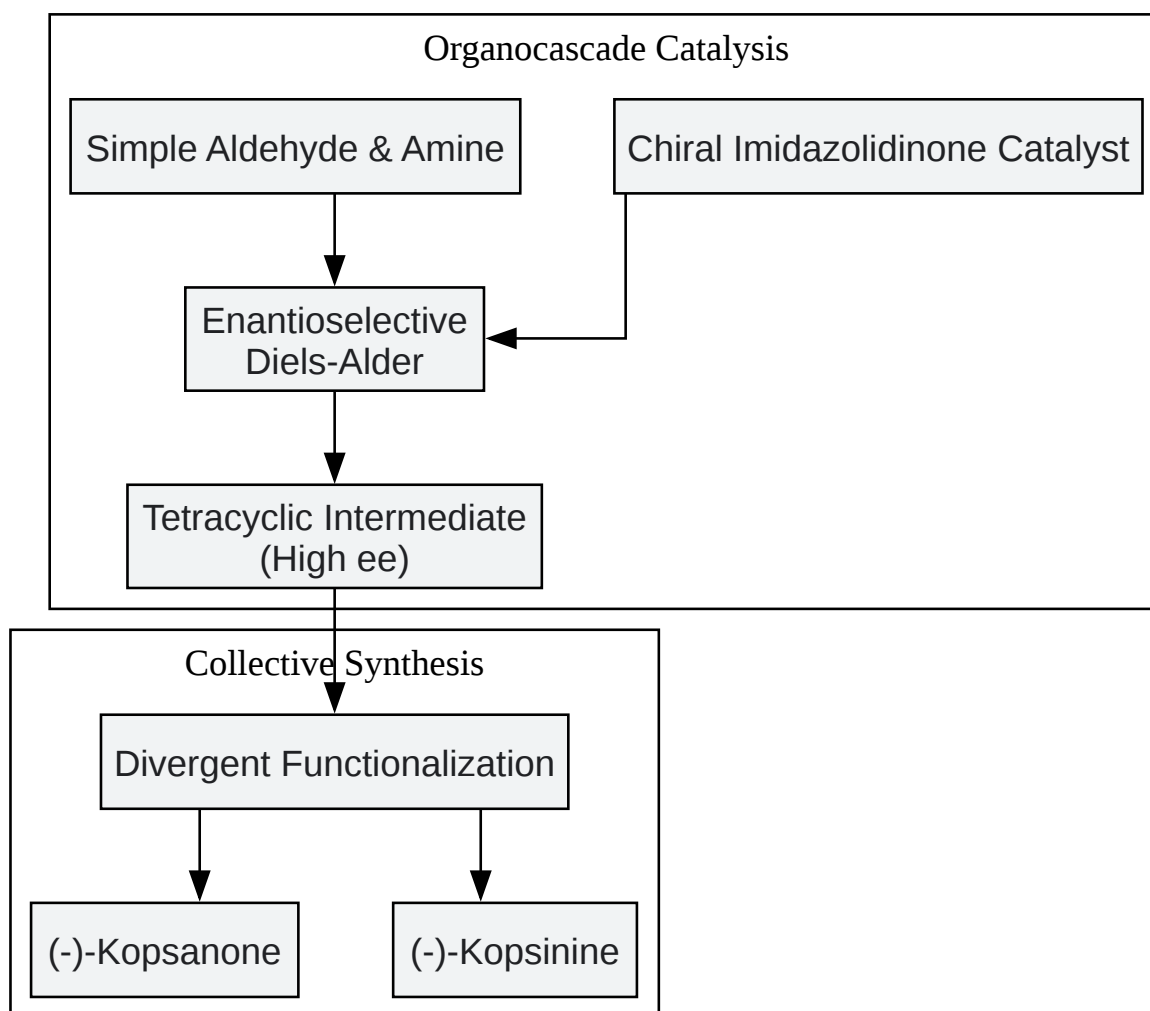 Organocascade Catalysis
Simple Aldehyde & Amine
Chiral Imidazolidinone Catalyst
Enantioselective
Diels-Alder
Tetracyclic Intermediate
(High ee)
Collective Synthesis
Divergent Functionalization
(-)-Kopsanone
(-)-Kopsinine